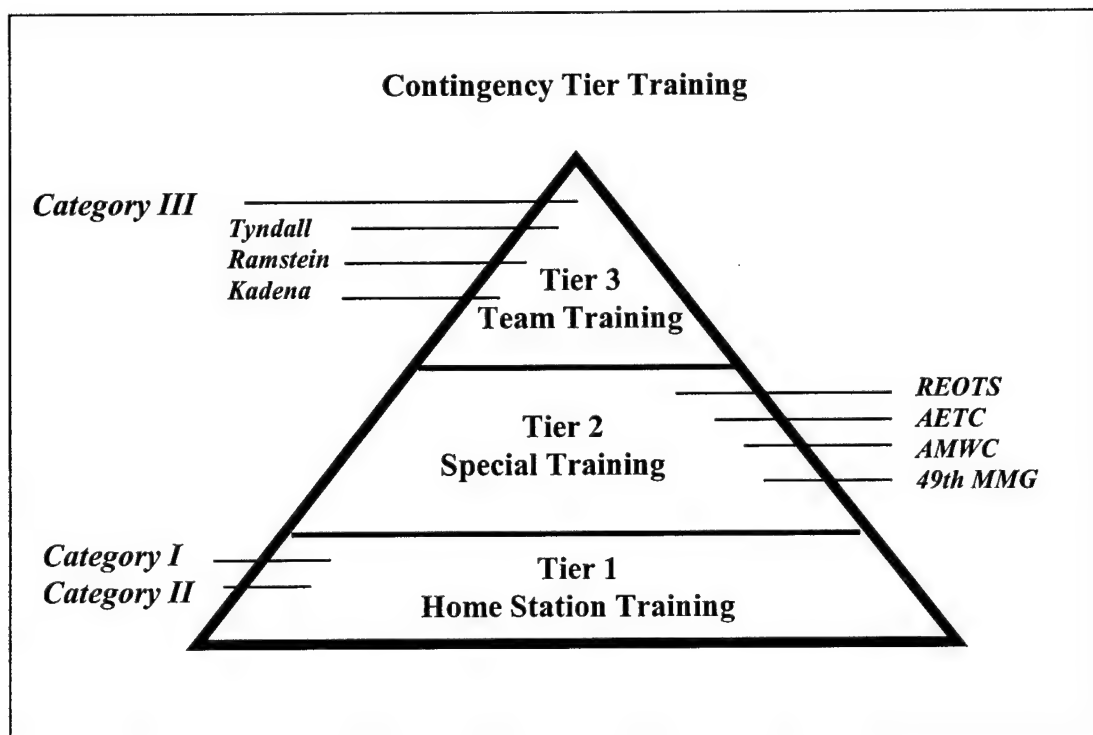 Contingency Tier Training
Category III
Tyndall
Ramstein
Kadena
Tier 3
Team Training
REOTS
AETC
AMWC
49th MMG
Tier 2
Special Training
Category I
Category II
Tier 1
Home Station Training